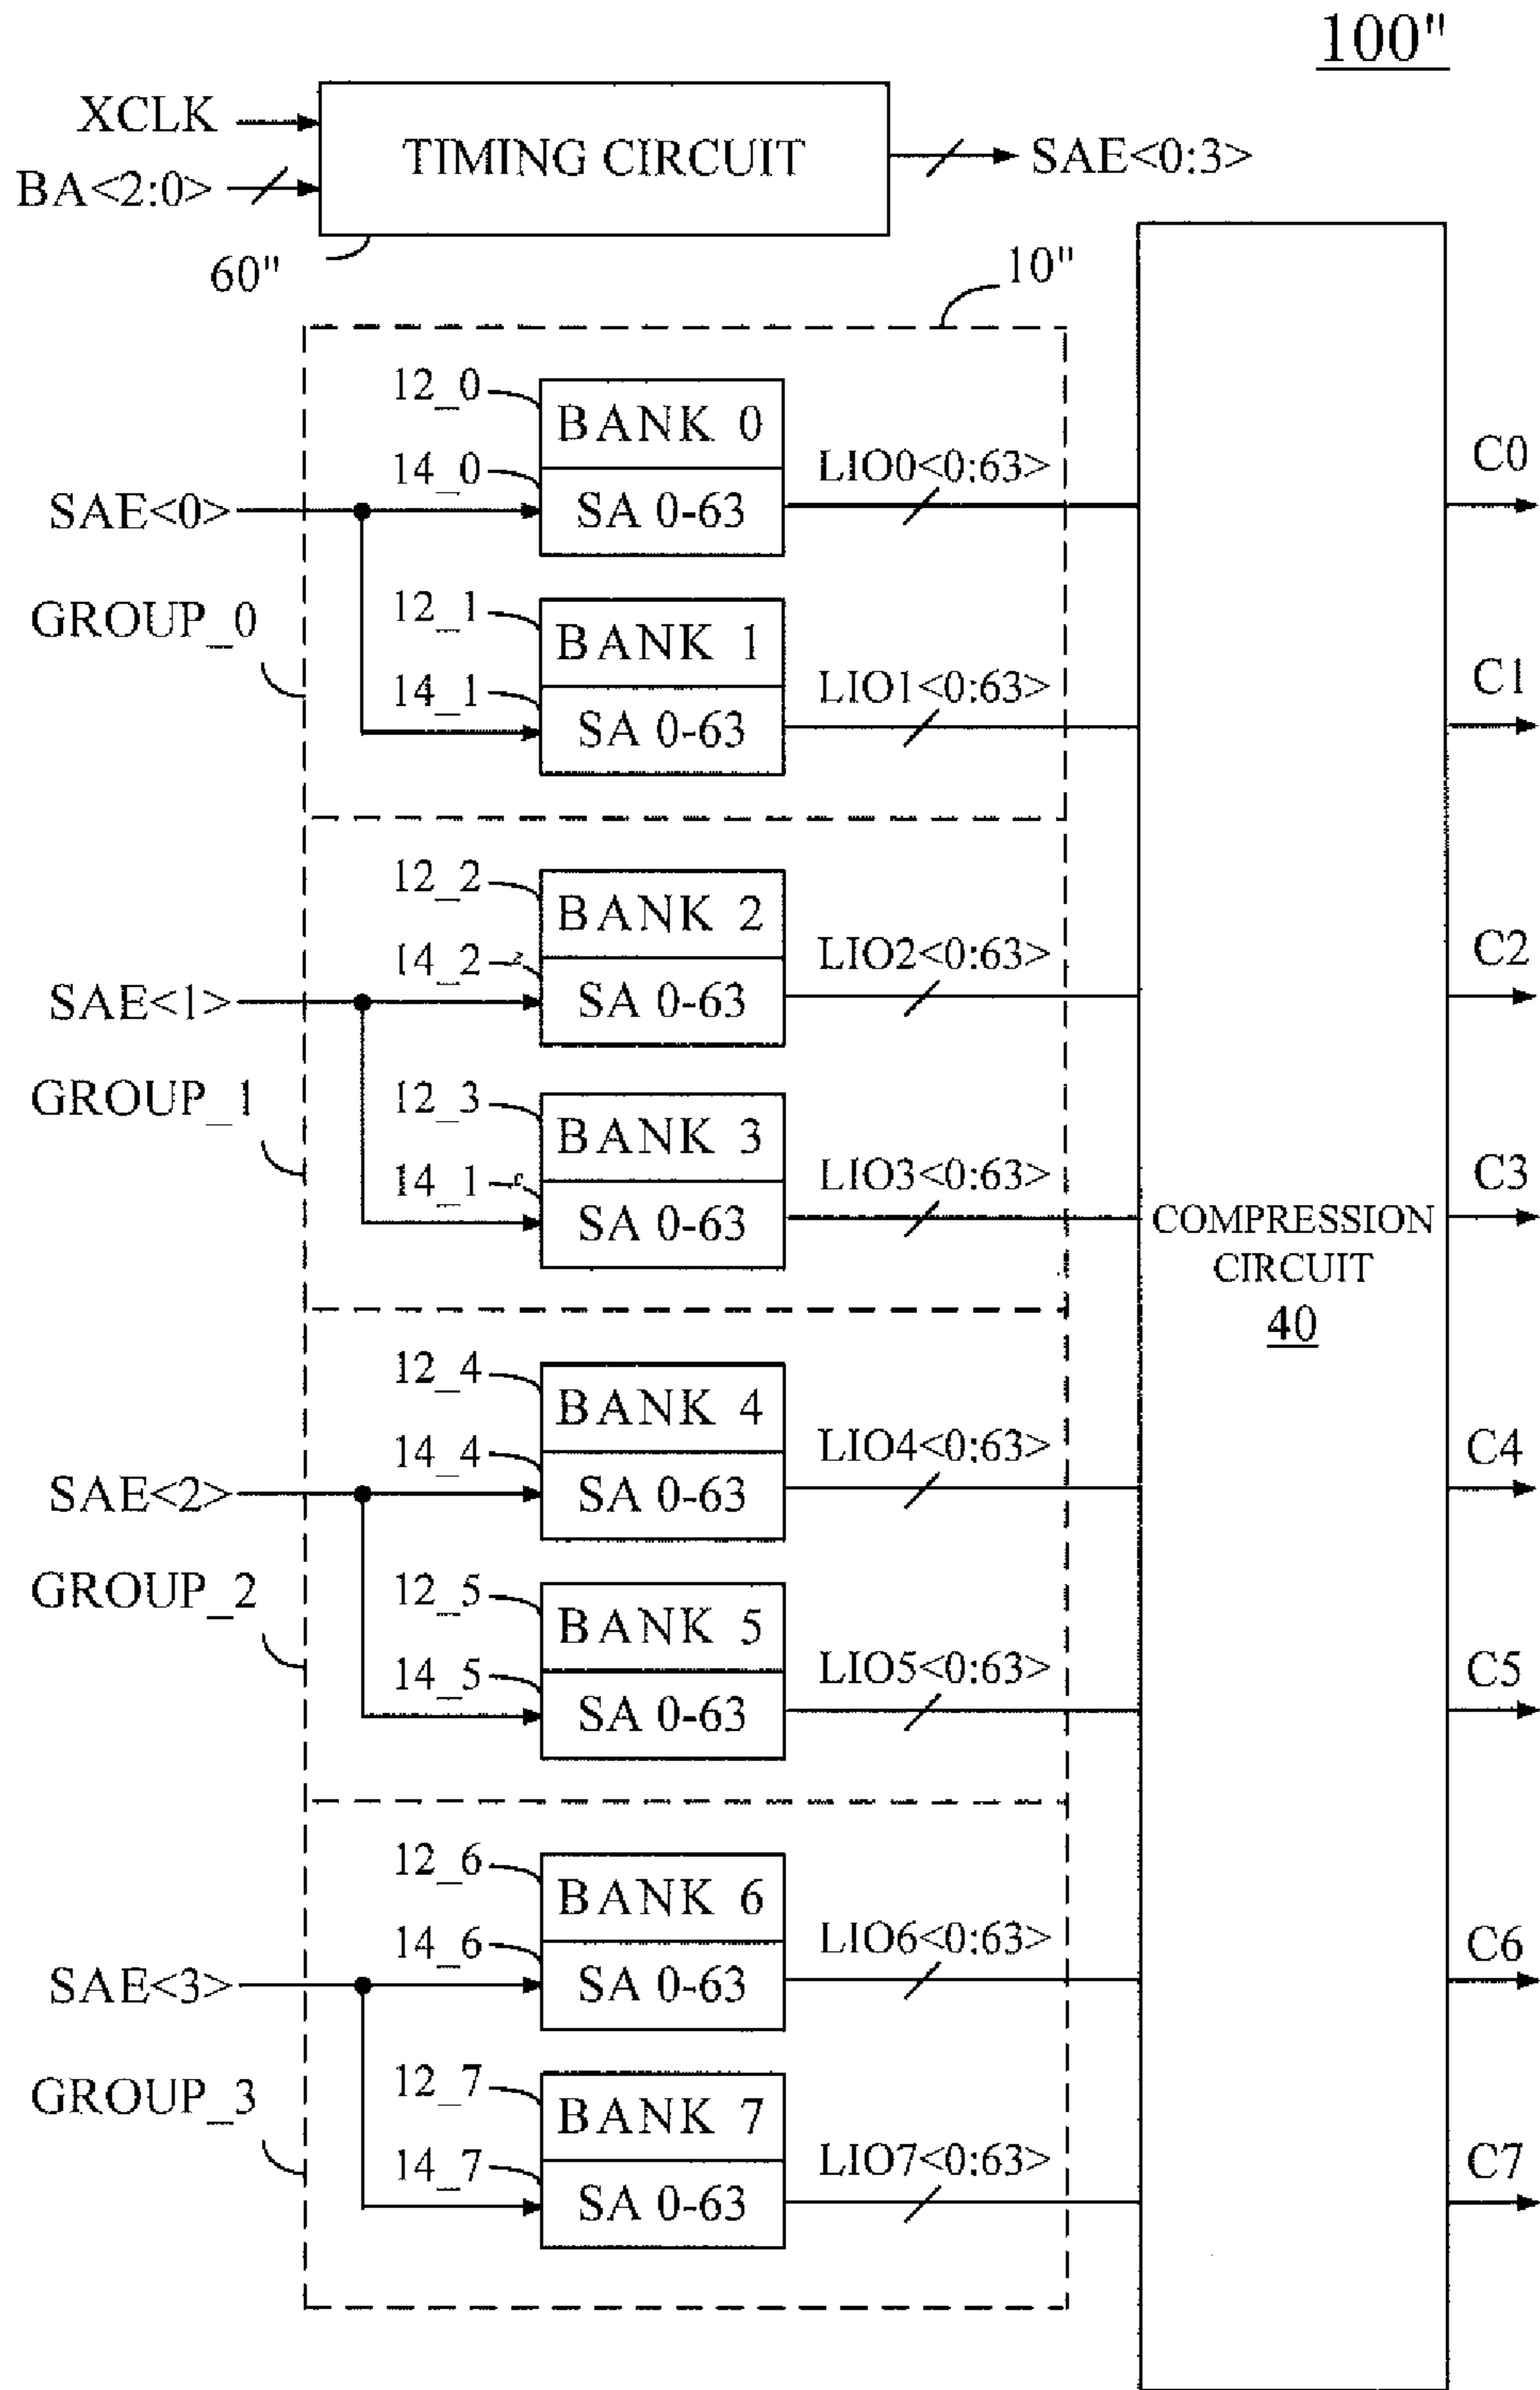 100"
XCLK
BA<2:0>
TIMING CIRCUIT
SAE<0:3>
60"
10"
12_0
BANK 0
14_0
SA 0-63
LIO0<0:63>
C0
SAE<0>
GROUP_0
12_1
BANK 1
14_1
SA 0-63
LIO1<0:63>
C1
12_2
BANK 2
14_2
SA 0-63
LIO2<0:63>
C2
SAE<1>
GROUP_1
12_3
BANK 3
14_1
SA 0-63
LIO3<0:63>
C3
COMPRESSION
CIRCUIT
40
12_4
BANK 4
14_4
SA 0-63
LIO4<0:63>
C4
SAE<2>
GROUP_2
12_5
BANK 5
14_5
SA 0-63
LIO5<0:63>
C5
12_6
BANK 6
14_6
SA 0-63
LIO6<0:63>
C6
SAE<3>
GROUP_3
12_7
BANK 7
14_7
SA 0-63
LIO7<0:63>
C7